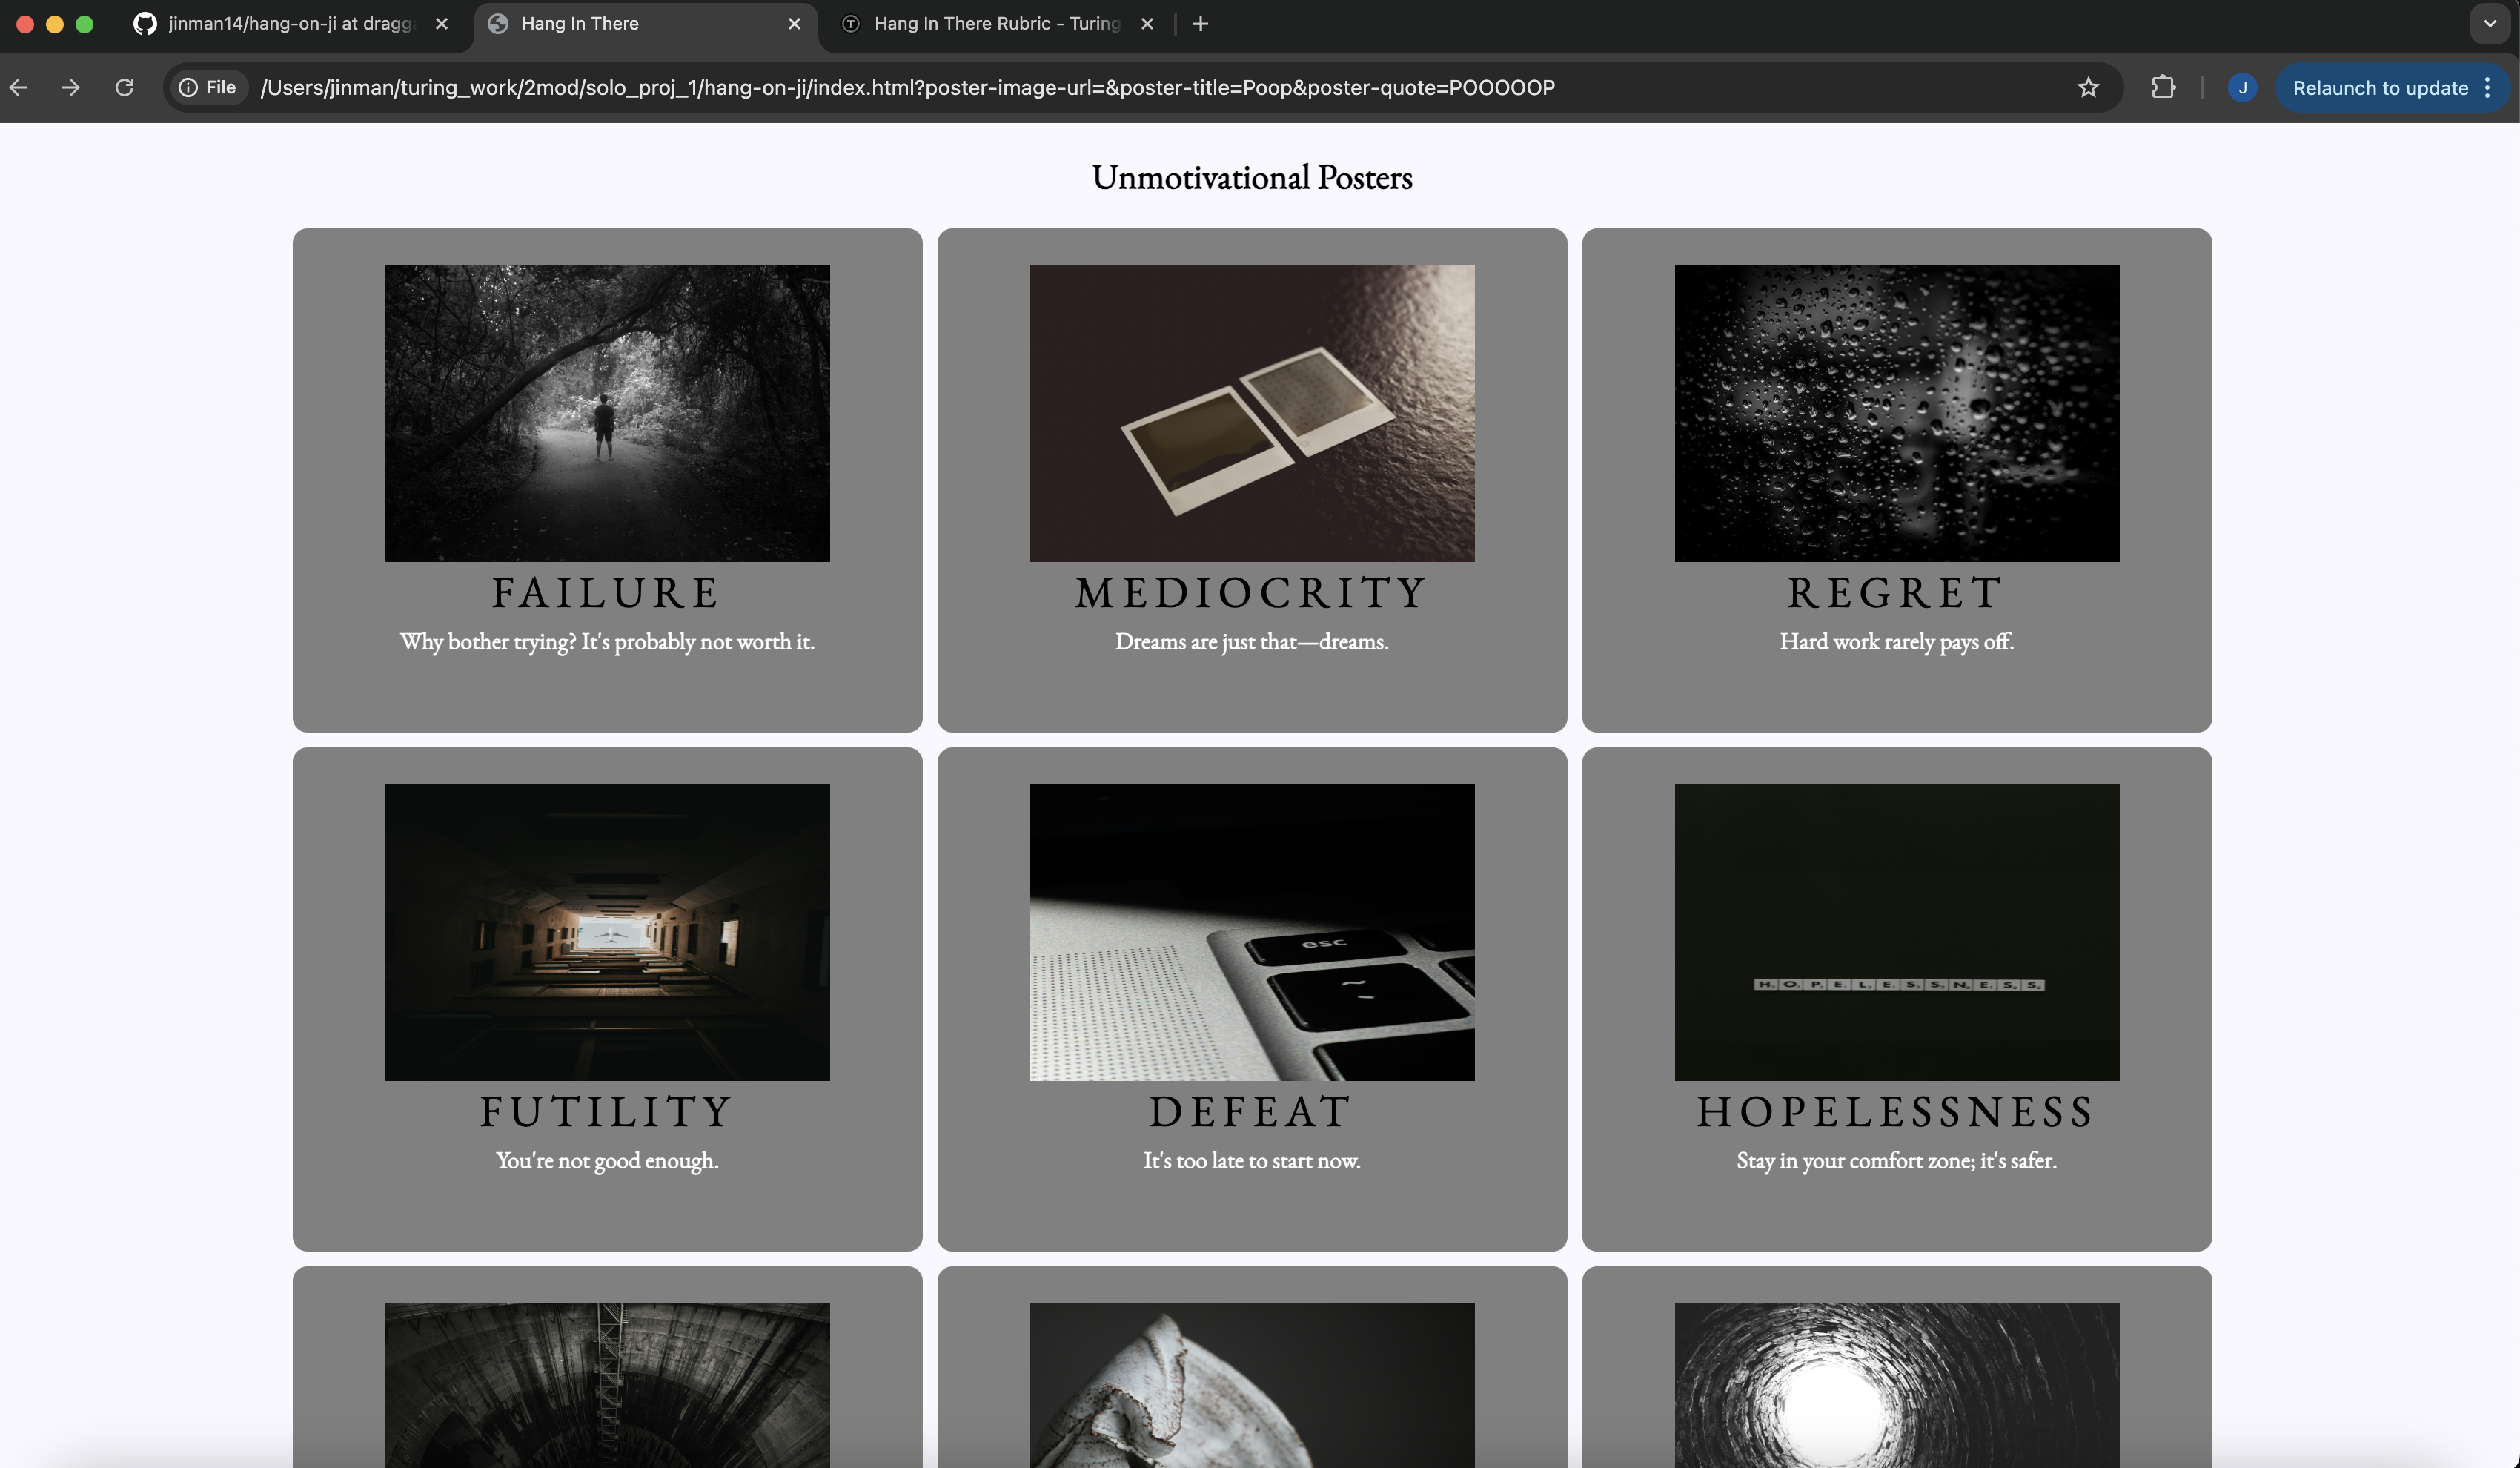 jinman14/hang-on-ji at dragg
Hang In There
Hang In There Rubric - Turing
File
/Users/jinman/turing_work/2mod/solo_proj_1/hang-on-ji/index.html?poster-image-url=&poster-title=Poop&poster-quote=POOOOOP
J
Relaunch to update
Unmotivational Posters
FAILURE
Why bother trying? It's probably not worth it.
MEDIOCRITY
Dreams are just that—dreams.
REGRET
Hard work rarely pays off.
esc
HOPELESSNESS
FUTILITY
You're not good enough.
DEFEAT
It's too late to start now.
HOPELESSNESS
Stay in your comfort zone; it's safer.